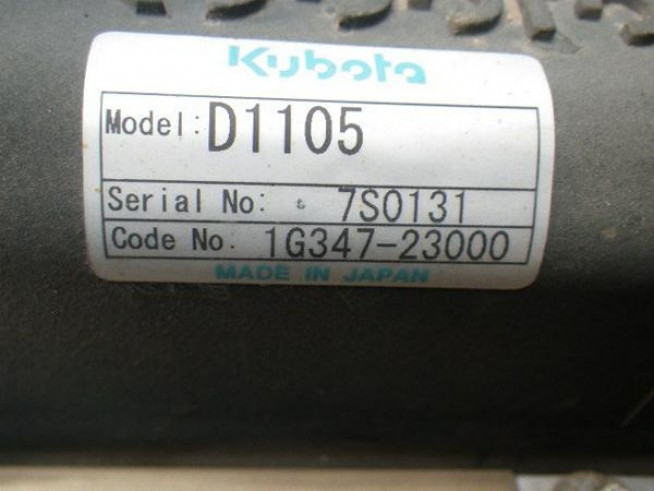 Kubota
Model: D1105
Serial No: 7S0131
Code No. 1G347-23000
MADE IN JAPAN